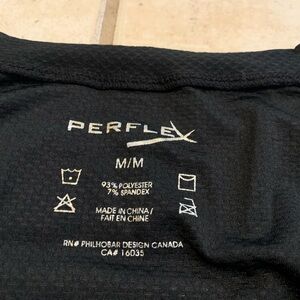 PERFLEX
M/M
93% POLYESTER
7% SPANDEX
MADE IN CHINA/
FAIT EN CHINE
RN# PHILHOBAR DESIGN CANADA
CA# 16035